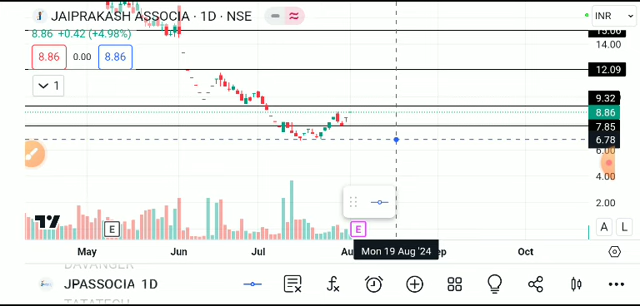 JAIPRAKASH ASSOCIA · 1D · NSE
INR
8.86 +0.42 (+4.98%)
8.86 0.00 8.86
1
15.00
14.00
12.09
9.32
8.86
7.85
6.78
6.00
4.00
2.00
E
E
A L
May Jun Jul Aug Mon 19 Aug '24 Sep Oct
BAVANSER
JPASSOCIA 1D
TATATECH